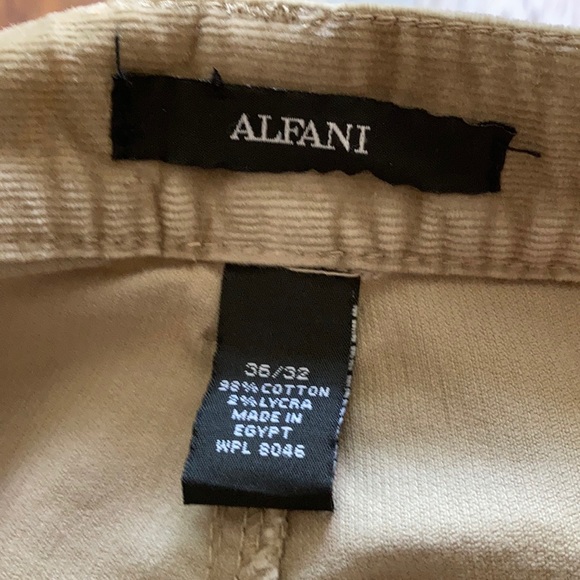 ALFANI
36/32
98% COTTON
2% LYCRA
MADE IN
EGYPT
WPL 8046